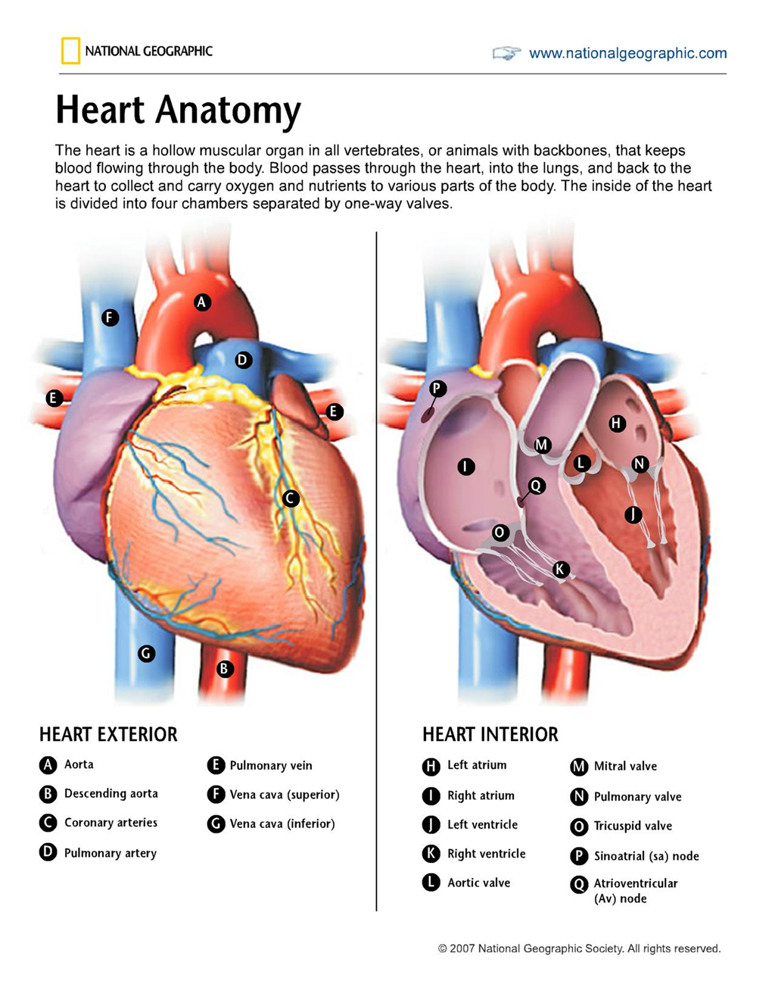 NATIONAL GEOGRAPHIC
www.nationalgeographic.com
Heart Anatomy
The heart is a hollow muscular organ in all vertebrates, or animals with backbones, that keeps
blood flowing through the body. Blood passes through the heart, into the lungs, and back to the
heart to collect and carry oxygen and nutrients to various parts of the body. The inside of the heart
is divided into four chambers separated by one-way valves.
A
F
D
E
E
C
G
B
P
H
M
L
N
I
Q
J
O
K
HEART EXTERIOR
A Aorta
B Descending aorta
C Coronary arteries
D Pulmonary artery
E Pulmonary vein
F Vena cava (superior)
G Vena cava (inferior)
HEART INTERIOR
H Left atrium
I Right atrium
J Left ventricle
K Right ventricle
L Aortic valve
M Mitral valve
N Pulmonary valve
O Tricuspid valve
P Sinoatrial (sa) node
Q Atrioventricular
(Av) node
© 2007 National Geographic Society. All rights reserved.